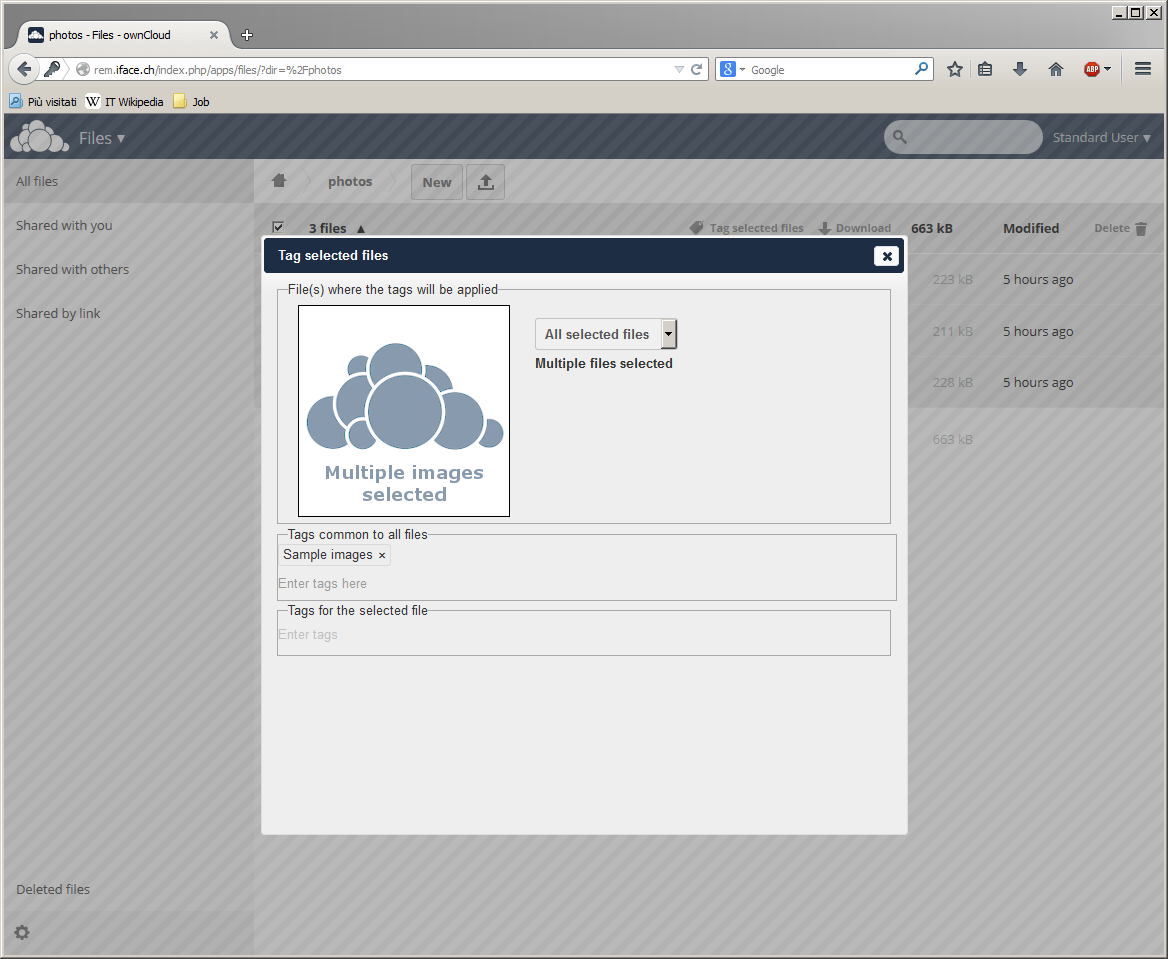 photos - Files - ownCloud
rem.iface.ch/index.php/apps/files/?dir=%2Fphotos
8
Google
ABP
Più visitati
W IT Wikipedia
Job
Files ▾
Standard User ▾
All files
photos
New
Shared with you
3 files ▲
Tag selected files
Download
663 kB
Modified
Delete
Tag selected files
Shared with others
File(s) where the tags will be applied
223 kB
5 hours ago
Shared by link
All selected files
211 kB
5 hours ago
Multiple files selected
228 kB
5 hours ago
663 kB
Multiple images
selected
Tags common to all files
Sample images ×
Enter tags here
Tags for the selected file
Enter tags
Deleted files